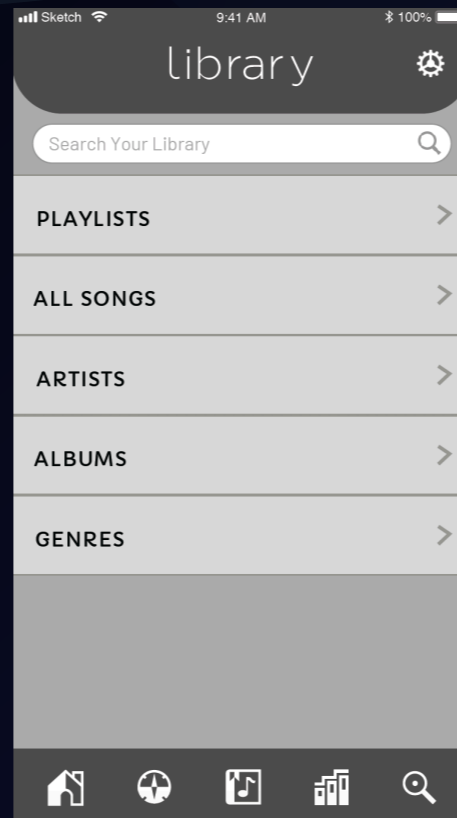 Sketch 9:41 AM 100%
library
Search Your Library
PLAYLISTS
ALL SONGS
ARTISTS
ALBUMS
GENRES